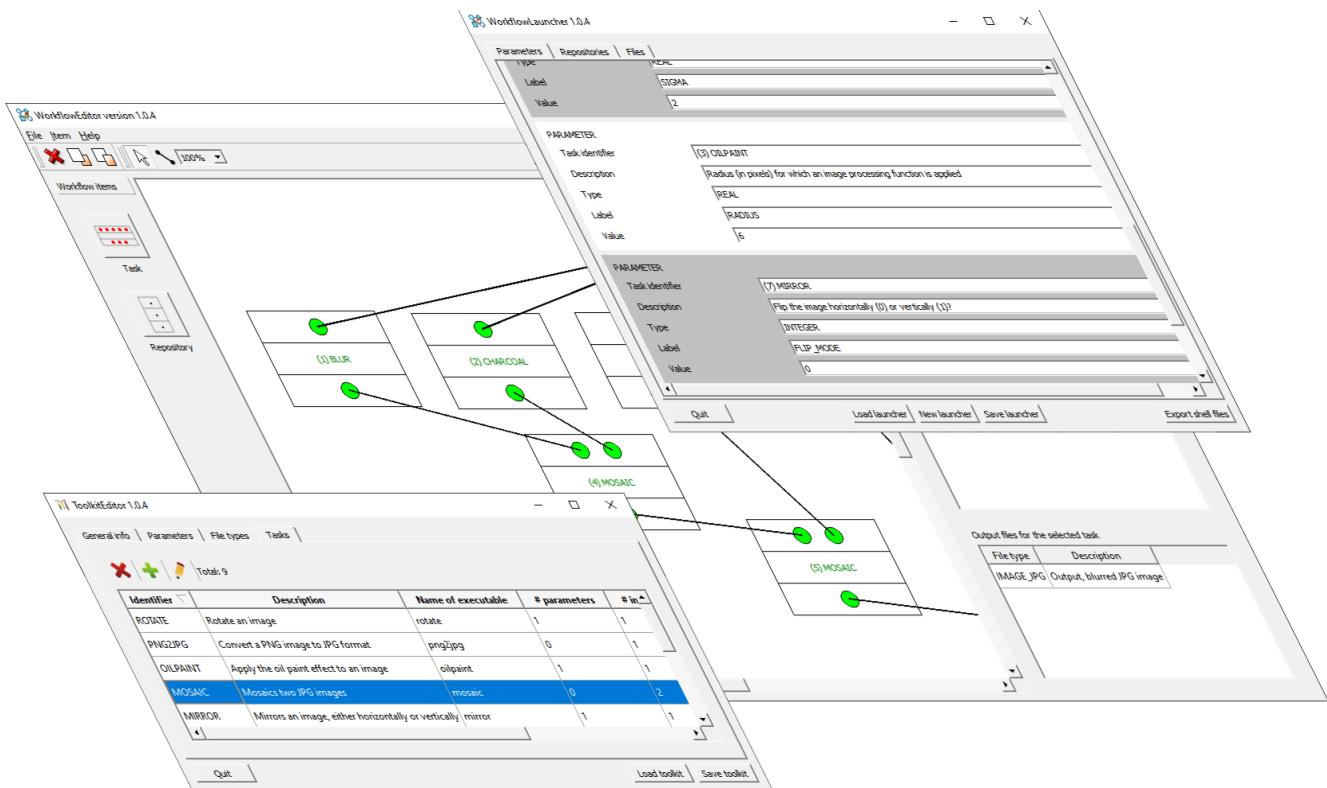 WorkflowLauncher 1.0.4
Parameters Repositories Files
Type REAL
Label SIGMA
Value 2
PARAMETER
Task identifier (3) OILPAINT
Description Radius (in pixels) for which an image processing function is applied.
Type REAL
Label RADIUS
Value 6
PARAMETER
Task identifier (7) MIRROR
Description Flip the image horizontally (0) or vertically (1)?
Type INTEGER
Label FLIP_MODE
Value 0
Quit Load launcher New launcher Save launcher Export shell files
WorkflowEditor version 1.0.4
File Item Help
100%
Workflow items
Task
Repository
(1) BLUR
(2) CHARCOAL
(4) MOSAIC
(5) MOSAIC
Output files for the selected task
File type Description
IMAGE_JPG Output, blurred JPG image
ToolkitEditor 1.0.4
General info Parameters File types Tasks
Total: 9
Identifier Description Name of executable # parameters # in
ROTATE Rotate an image rotate 1 1
PNG2JPG Convert a PNG image to JPG format png2jpg 0 1
OILPAINT Apply the oil paint effect to an image oilpaint 1 1
MOSAIC Mosaics two JPG images mosaic 0 2
MIRROR Mirrors an image, either horizontally or vertically mirror 1 1
Quit Load toolkit Save toolkit